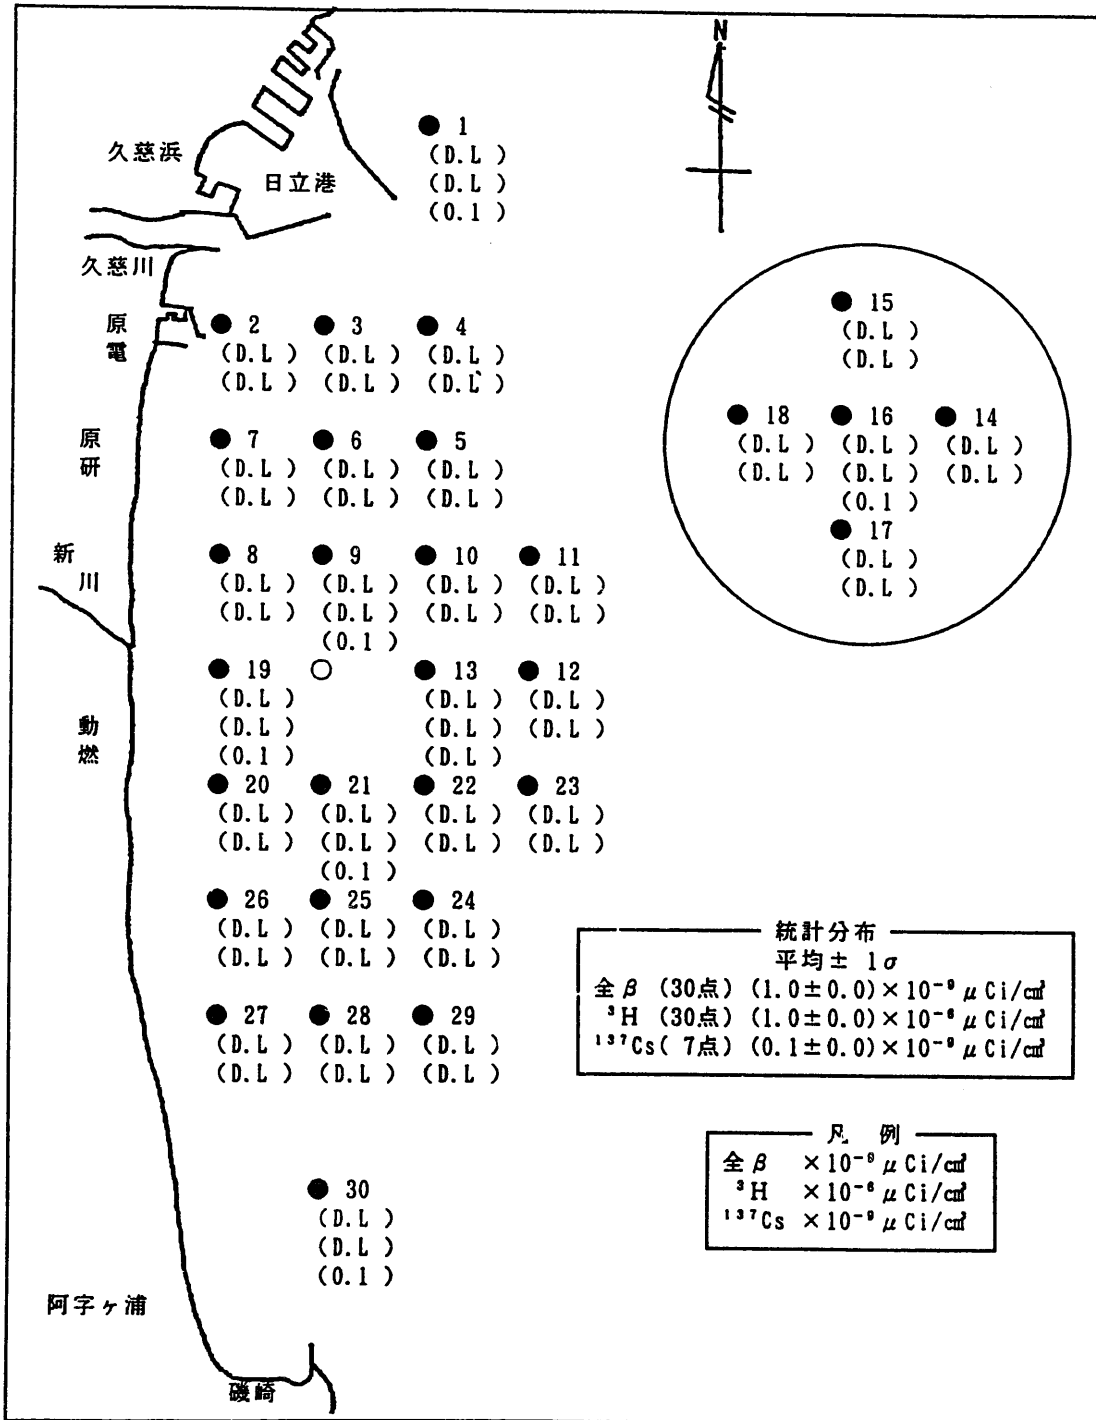 N
● 1
(D.L )
(D.L )
(0.1 )
久慈浜
日立港
久慈川
原電
● 2 ● 3 ● 4
(D.L ) (D.L ) (D.L )
(D.L ) (D.L ) (D.L )
● 15
(D.L )
(D.L )
● 18 ● 16 ● 14
(D.L ) (D.L ) (D.L )
(D.L ) (D.L ) (D.L )
(0.1 )
● 17
(D.L )
(D.L )
原研
● 7 ● 6 ● 5
(D.L ) (D.L ) (D.L )
(D.L ) (D.L ) (D.L )
新川
● 8 ● 9 ● 10 ● 11
(D.L ) (D.L ) (D.L ) (D.L )
(D.L ) (D.L ) (D.L ) (D.L )
(0.1 )
● 19 ○ ● 13 ● 12
(D.L ) (D.L ) (D.L )
(D.L ) (D.L ) (D.L )
(0.1 ) (D.L )
動燃
● 20 ● 21 ● 22 ● 23
(D.L ) (D.L ) (D.L ) (D.L )
(D.L ) (D.L ) (D.L ) (D.L )
(0.1 )
● 26 ● 25 ● 24
(D.L ) (D.L ) (D.L )
(D.L ) (D.L ) (D.L )
● 27 ● 28 ● 29
(D.L ) (D.L ) (D.L )
(D.L ) (D.L ) (D.L )
統計分布
平均± 1σ
全β (30点) (1.0±0.0)×10⁻⁹ μCi/cm³
³H (30点) (1.0±0.0)×10⁻⁶ μCi/cm³
¹³⁷Cs( 7点) (0.1±0.0)×10⁻⁹ μCi/cm³
凡 例
全β ×10⁻⁹ μCi/cm³
³H ×10⁻⁶ μCi/cm³
¹³⁷Cs ×10⁻⁹ μCi/cm³
● 30
(D.L )
(D.L )
(0.1 )
阿字ヶ浦
磯崎